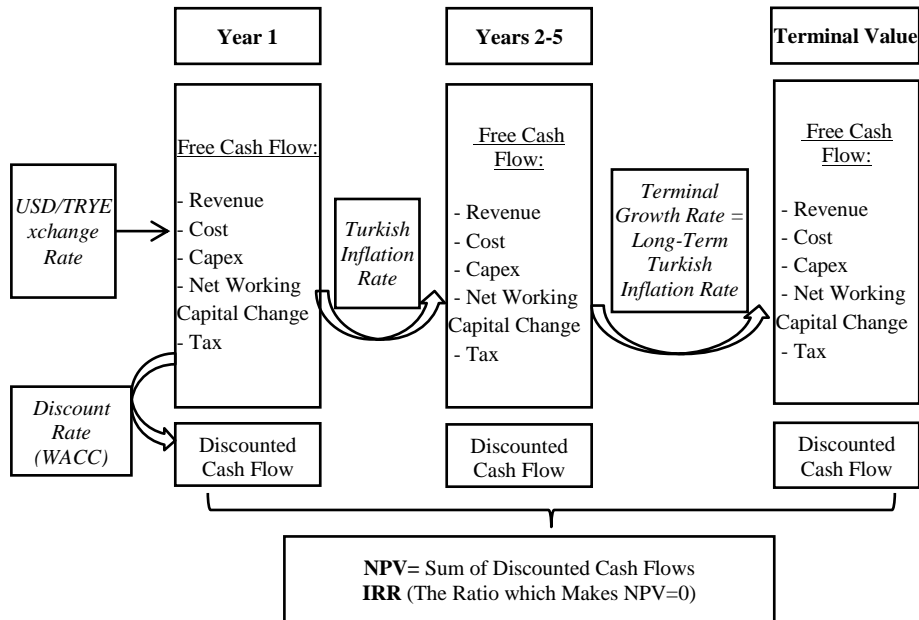 Year 1
Years 2-5
Terminal Value
USD/TRYE
xchange
Rate
Free Cash Flow:
- Revenue
- Cost
- Capex
- Net Working
Capital Change
- Tax
Turkish
Inflation
Rate
Free Cash
Flow:
- Revenue
- Cost
- Capex
- Net Working
Capital Change
- Tax
Terminal
Growth Rate =
Long-Term
Turkish
Inflation Rate
Free Cash
Flow:
- Revenue
- Cost
- Capex
- Net Working
Capital Change
- Tax
Discount
Rate
(WACC)
Discounted
Cash Flow
Discounted
Cash Flow
Discounted
Cash Flow
NPV= Sum of Discounted Cash Flows
IRR (The Ratio which Makes NPV=0)